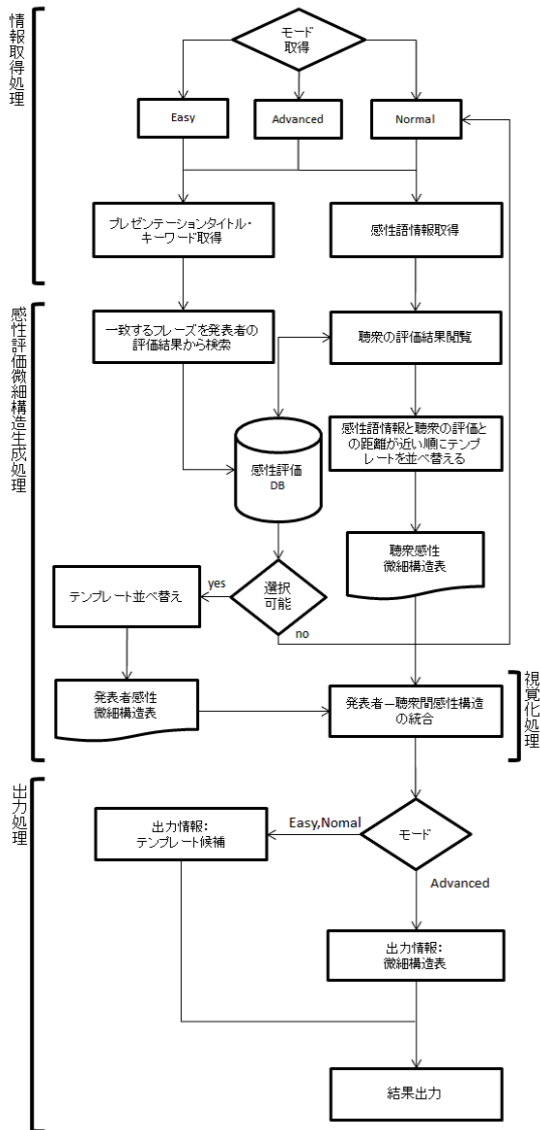 情報取得処理
モード
取得
Easy
Advanced
Normal
プレゼンテーションタイトル・
キーワード取得
感性語情報取得
感性評価微細構造生成処理
一致するフレーズを発表者の
評価結果から検索
聴衆の評価結果閲覧
感性評価
DB
感性語情報と聴衆の評価と
の距離が近い順にテンプ
レートを並べ替える
聴衆感性
微細構造表
選択
可能
yes
no
テンプレート並べ替え
発表者感性
微細構造表
発表者―聴衆間感性構造
の統合
視覚化処理
出力処理
モード
Easy,Nomal
Advanced
出力情報:
テンプレート候補
出力情報:
微細構造表
結果出力